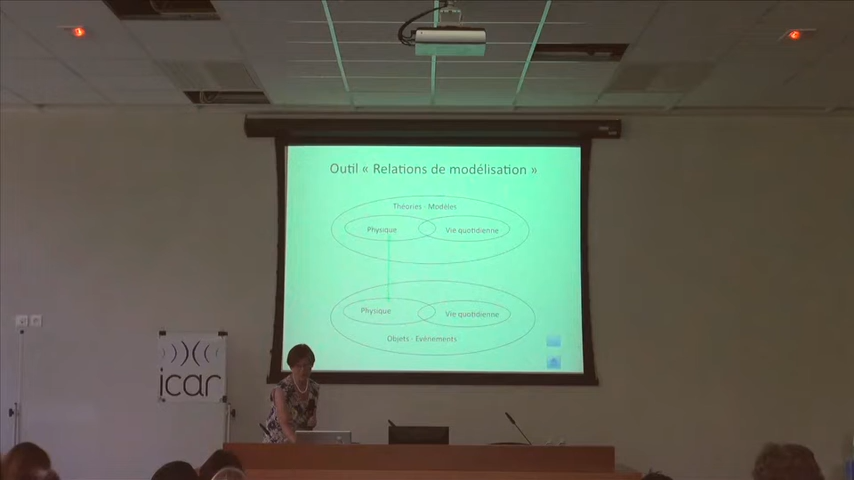 Outil « Relations de modélisation »
Théories - Modèles
Physique
Vie quotidienne
Physique
Vie quotidienne
Objets - Evénements
icar